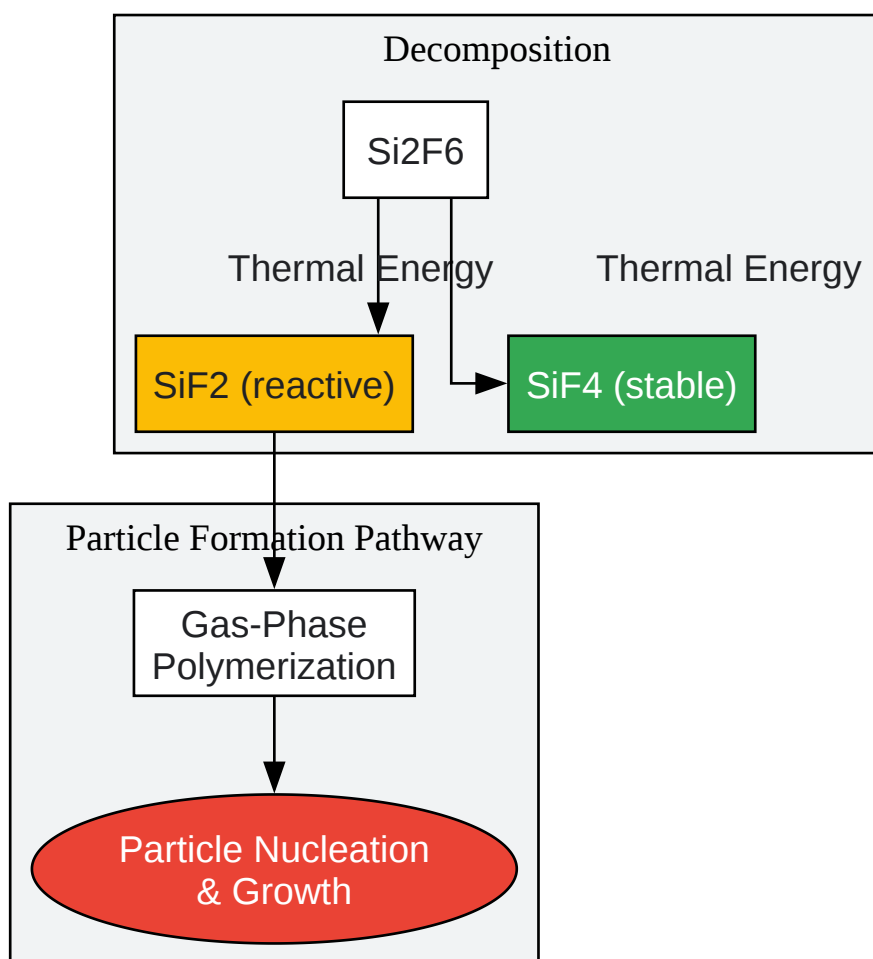 Decomposition
Si2F6
Thermal Energy
Thermal Energy
SiF2 (reactive)
SiF4 (stable)
Particle Formation Pathway
Gas-Phase
Polymerization
Particle Nucleation
& Growth